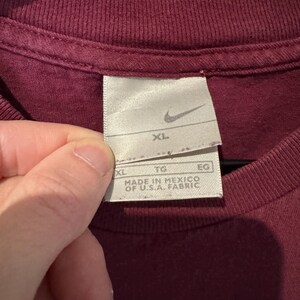 XL
XL TG EG
MADE IN MEXICO
OF U.S.A. FABRIC